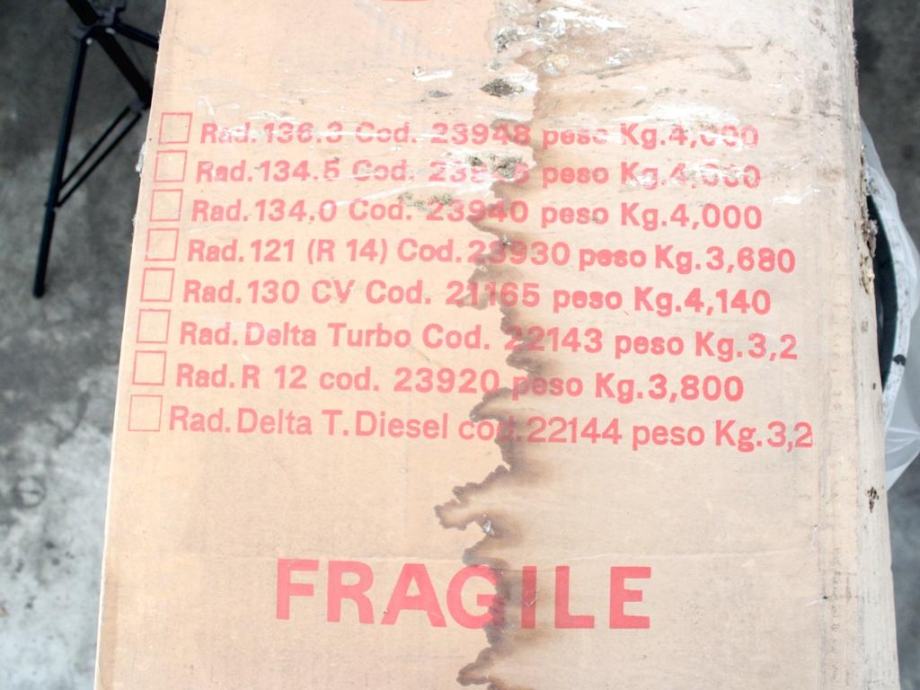 Rad.136.3 Cod. 23948 peso Kg.4,000
Rad.134.5 Cod. peso Kg.4,000
Rad.134.0 Cod. 23940 peso Kg.4,000
Rad.121 (R 14) Cod.23930 peso Kg.3,680
Rad.130 CV Cod. 21165 peso Kg.4,140
Rad.Delta Turbo Cod. 22143 peso Kg.3,2
Rad.R 12 cod. 23920 peso Kg.3,800
Rad.Delta T.Diesel cod.22144 peso Kg.3,2
FRAGILE